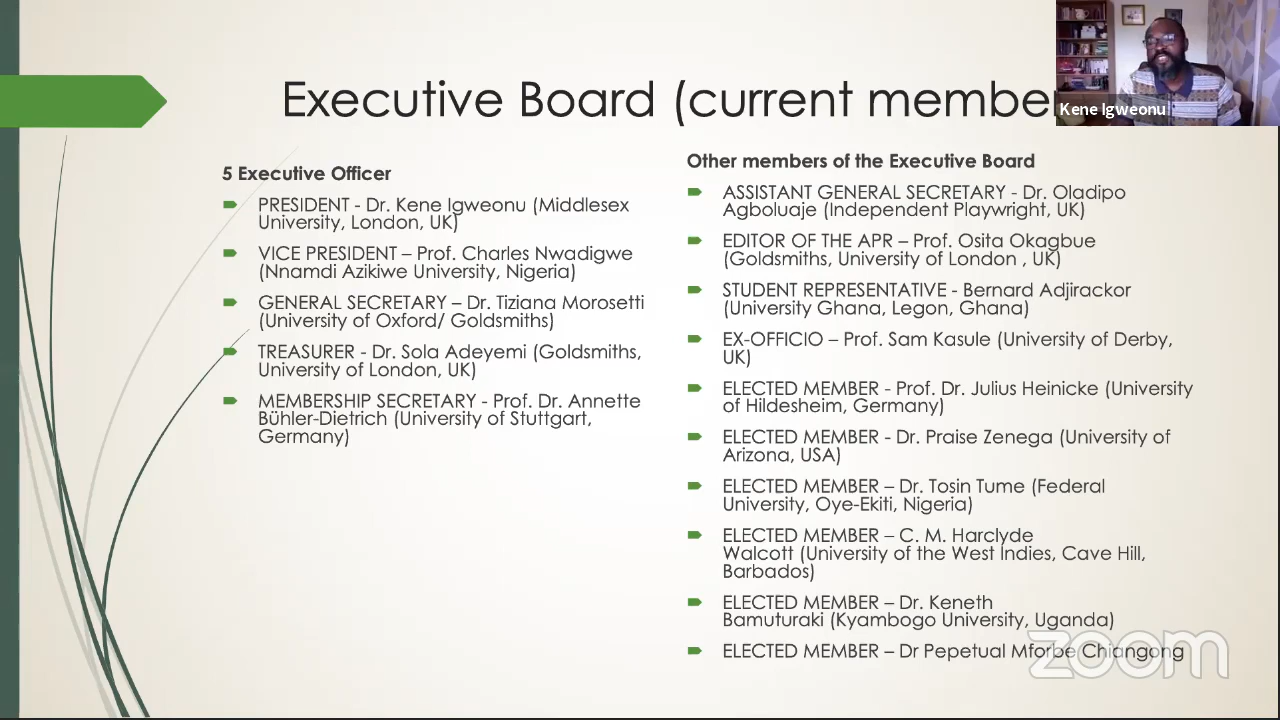 Executive Board (current membe
Kene Igweonu
5 Executive Officer
PRESIDENT - Dr. Kene Igweonu (Middlesex
University, London, UK)
VICE PRESIDENT – Prof. Charles Nwadigwe
(Nnamdi Azikiwe University, Nigeria)
GENERAL SECRETARY – Dr. Tiziana Morosetti
(University of Oxford/ Goldsmiths)
TREASURER - Dr. Sola Adeyemi (Goldsmiths,
University of London, UK)
MEMBERSHIP SECRETARY - Prof. Dr. Annette
Bühler-Dietrich (University of Stuttgart,
Germany)
Other members of the Executive Board
ASSISTANT GENERAL SECRETARY - Dr. Oladipo
Agboluaje (Independent Playwright, UK)
EDITOR OF THE APR – Prof. Osita Okagbue
(Goldsmiths, University of London , UK)
STUDENT REPRESENTATIVE - Bernard Adjirackor
(University Ghana, Legon, Ghana)
EX-OFFICIO – Prof. Sam Kasule (University of Derby,
UK)
ELECTED MEMBER - Prof. Dr. Julius Heinicke (University
of Hildesheim, Germany)
ELECTED MEMBER - Dr. Praise Zenega (University of
Arizona, USA)
ELECTED MEMBER – Dr. Tosin Tume (Federal
University, Oye-Ekiti, Nigeria)
ELECTED MEMBER – C. M. Harclyde
Walcott (University of the West Indies, Cave Hill,
Barbados)
ELECTED MEMBER – Dr. Keneth
Bamuturaki (Kyambogo University, Uganda)
ELECTED MEMBER – Dr Pepetual Mforbe Chiangong
zoom